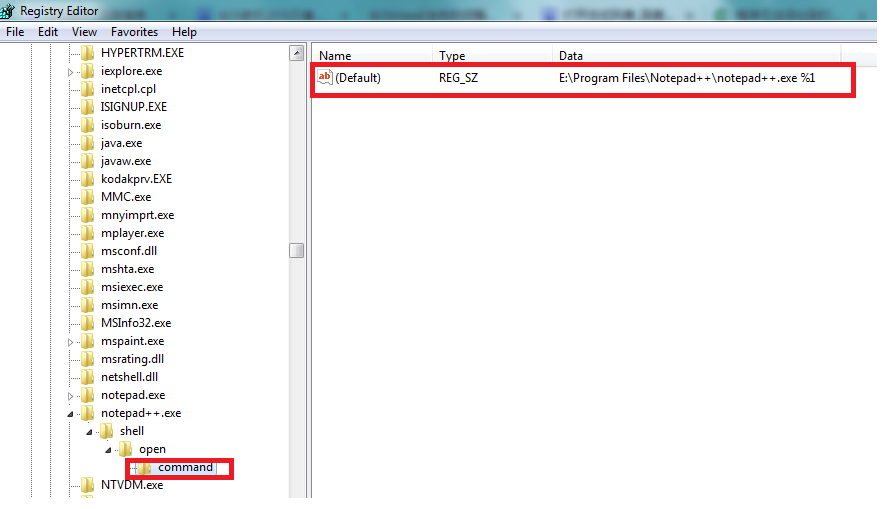 Registry Editor
File Edit View Favorites Help
HYPERTRM.EXE
iexplore.exe
inetcpl.cpl
ISIGNUP.EXE
isoburn.exe
java.exe
javaw.exe
kodakprv.EXE
MMC.exe
mnyimprt.exe
mplayer.exe
msconf.dll
mshta.exe
msiexec.exe
msimn.exe
MSInfo32.exe
mspaint.exe
msrating.dll
netshell.dll
notepad.exe
notepad++.exe
shell
open
command
NTVDM.exe
Name Type Data
ab (Default) REG_SZ E:\Program Files\Notepad++\notepad++.exe %1